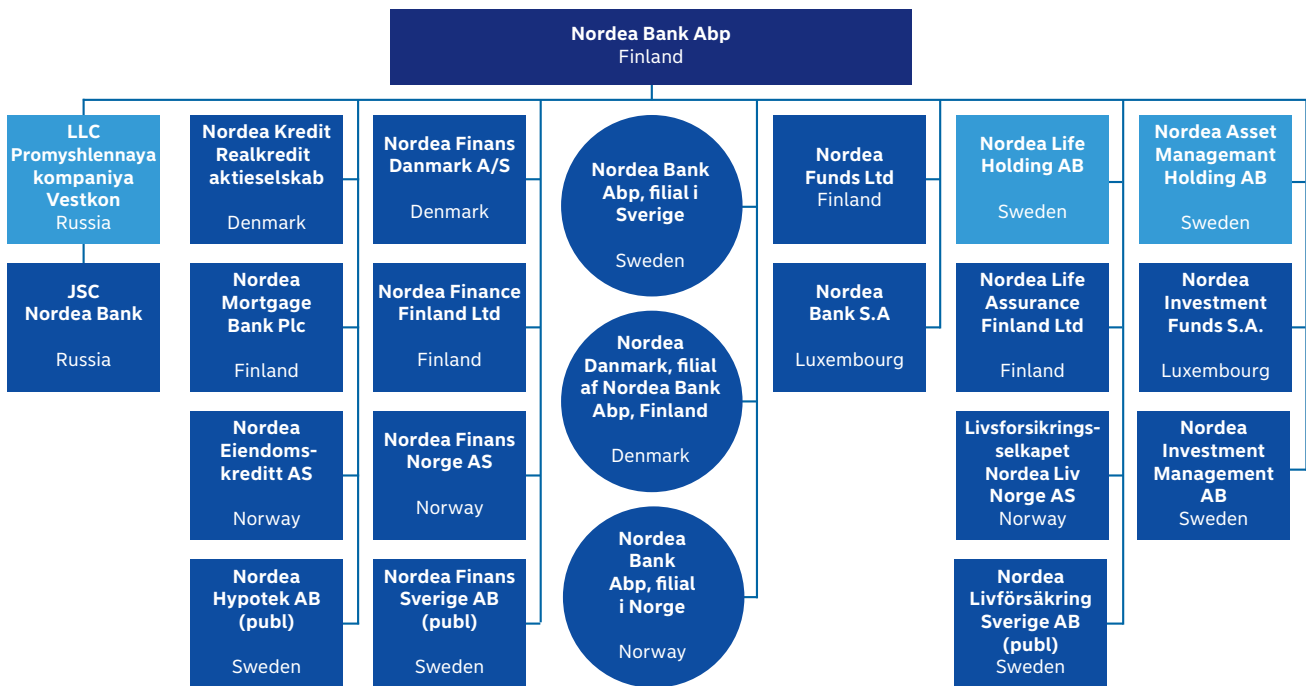 Nordea Bank Abp
Finland
LLC
Promyshlennaya
kompaniya
Vestkon
Russia
JSC
Nordea Bank
Russia
Nordea Kredit
Realkredit
aktieselskab
Denmark
Nordea
Mortgage
Bank Plc
Finland
Nordea
Eiendoms-
kreditt AS
Norway
Nordea
Hypotek AB
(publ)
Sweden
Nordea Finans
Danmark A/S
Denmark
Nordea Finance
Finland Ltd
Finland
Nordea Finans
Norge AS
Norway
Nordea Finans
Sverige AB
(publ)
Sweden
Nordea Bank
Abp, filial i
Sverige
Sweden
Nordea
Danmark, filial
af Nordea Bank
Abp, Finland
Denmark
Nordea
Bank
Abp, filial
i Norge
Norway
Nordea
Funds Ltd
Finland
Nordea
Bank S.A
Luxembourg
Nordea Life
Holding AB
Sweden
Nordea Life
Assurance
Finland Ltd
Finland
Livsforsikrings-
selkapet
Nordea Liv
Norge AS
Norway
Nordea
Livförsäkring
Sverige AB
(publ)
Sweden
Nordea Asset
Managemant
Holding AB
Sweden
Nordea
Investment
Funds S.A.
Luxembourg
Nordea
Investment
Management
AB
Sweden